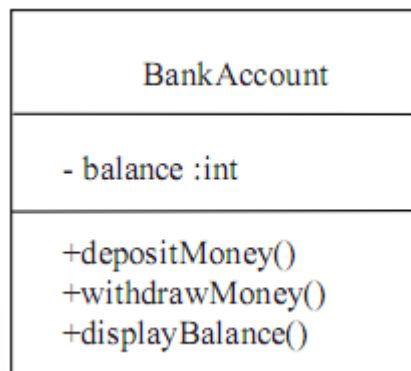 BankAccount
- balance :int
+depositMoney()
+withdrawMoney()
+displayBalance()